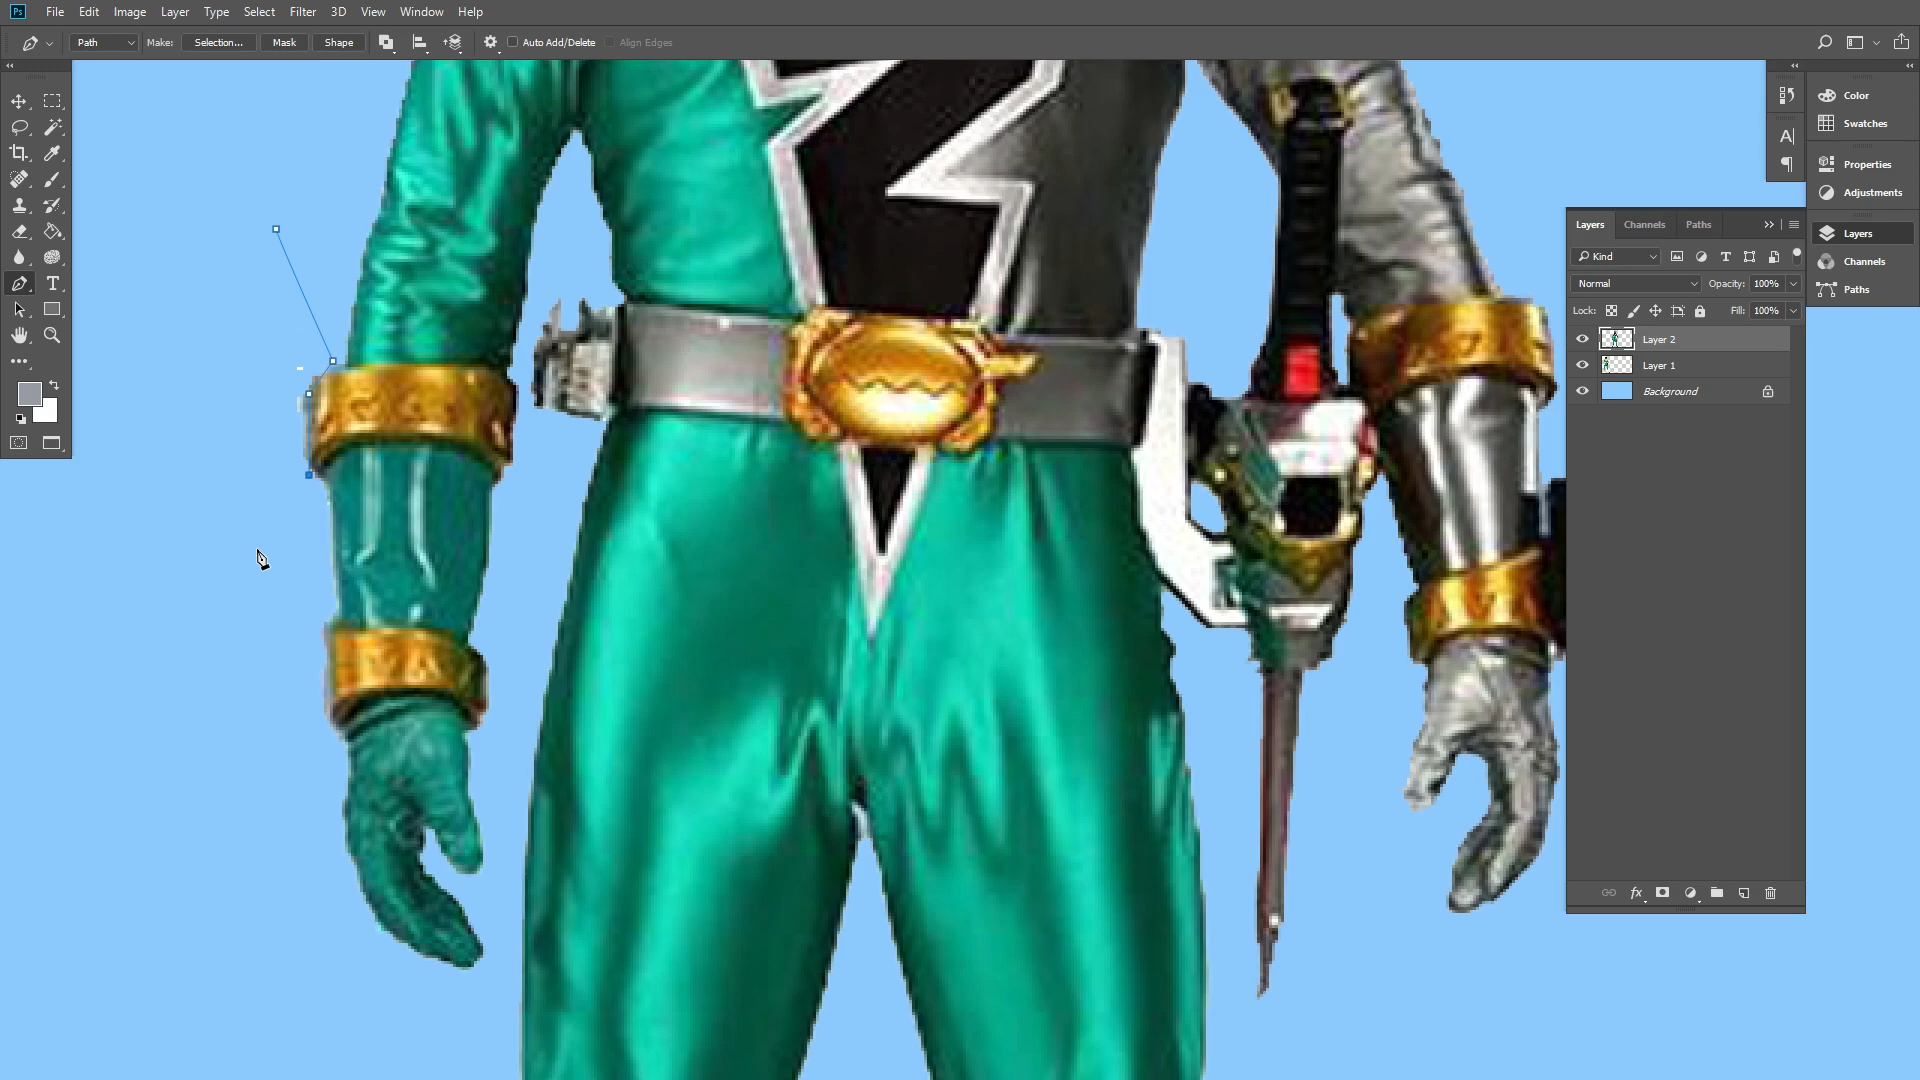 Ps File Edit Image Layer Type Select Filter 3D View Window Help
Path Make: Selection... Mask Shape Auto Add/Delete Align Edges
Color
Swatches
Properties
Adjustments
Layers
Channels
Paths
Layers Channels Paths
Kind
Normal Opacity: 100%
Lock: Fill: 100%
Layer 2
Layer 1
Background